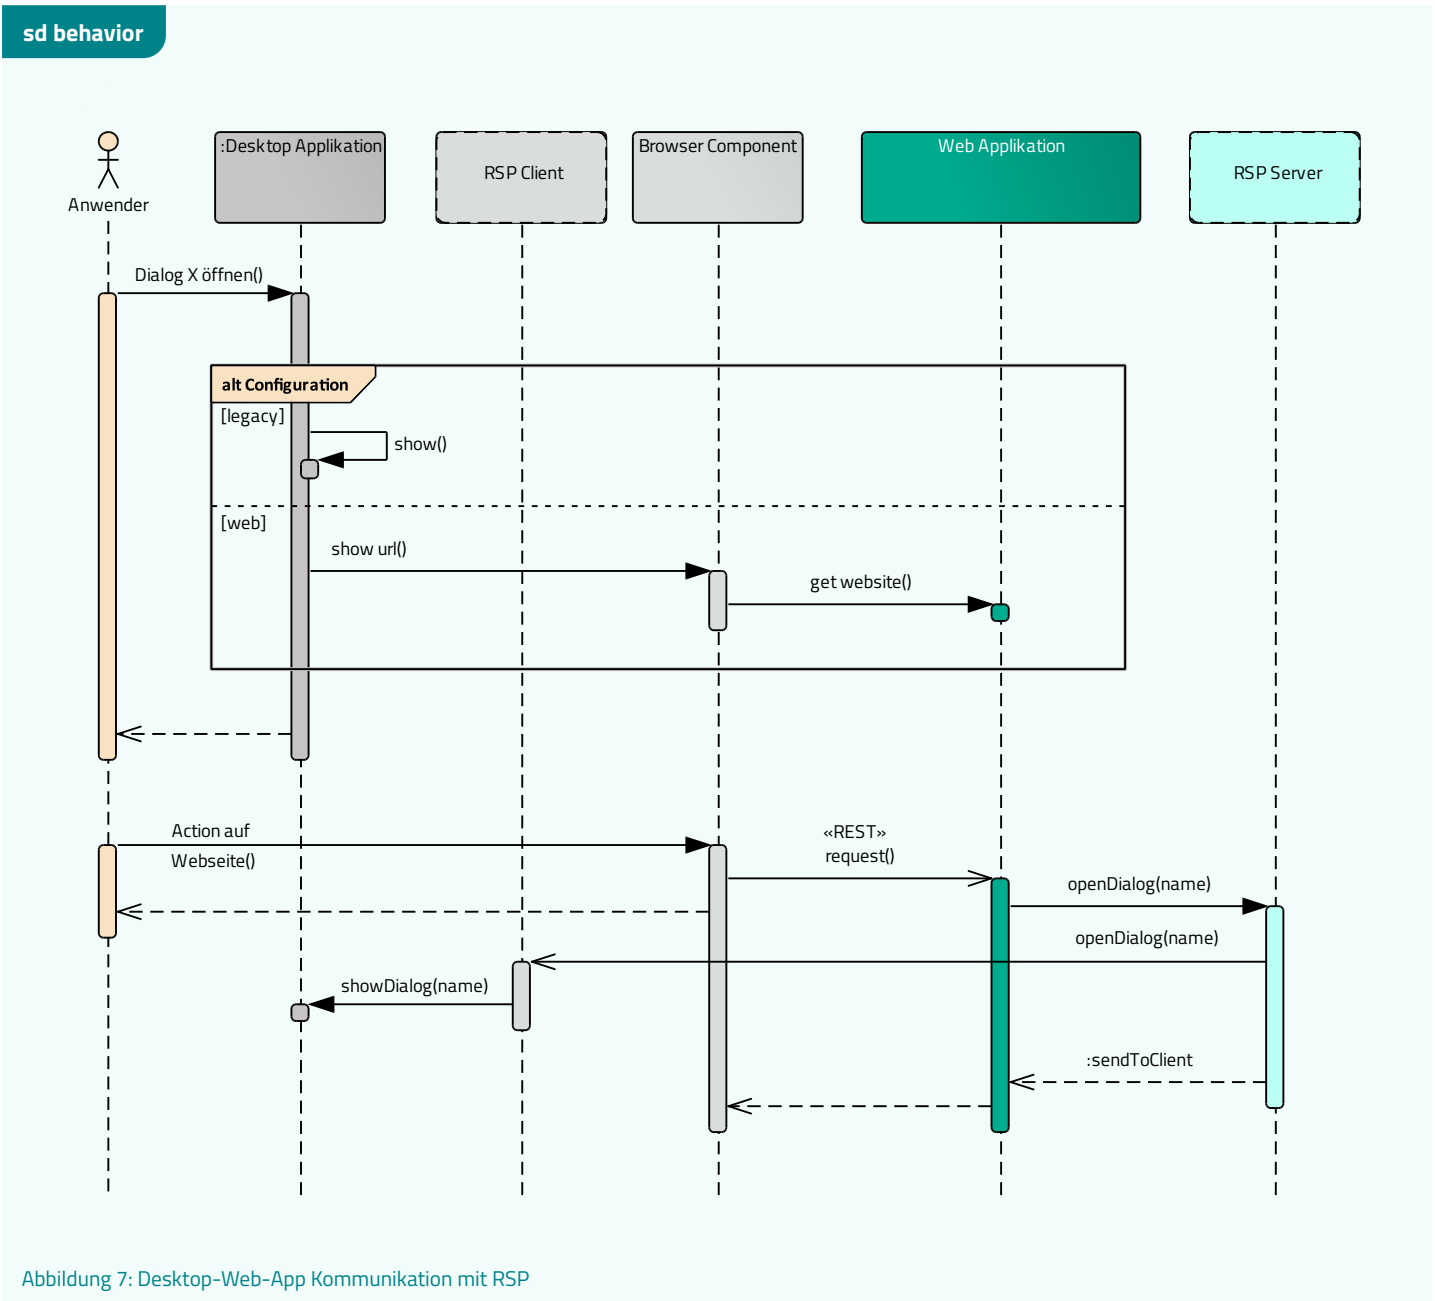 sd behavior
Anwender
:Desktop Applikation
RSP Client
Browser Component
Web Applikation
RSP Server
Dialog X öffnen()
alt Configuration
[legacy]
show()
[web]
show url()
get website()
Action auf
Webseite()
«REST»
request()
openDialog(name)
openDialog(name)
showDialog(name)
:sendToClient
Abbildung 7: Desktop-Web-App Kommunikation mit RSP